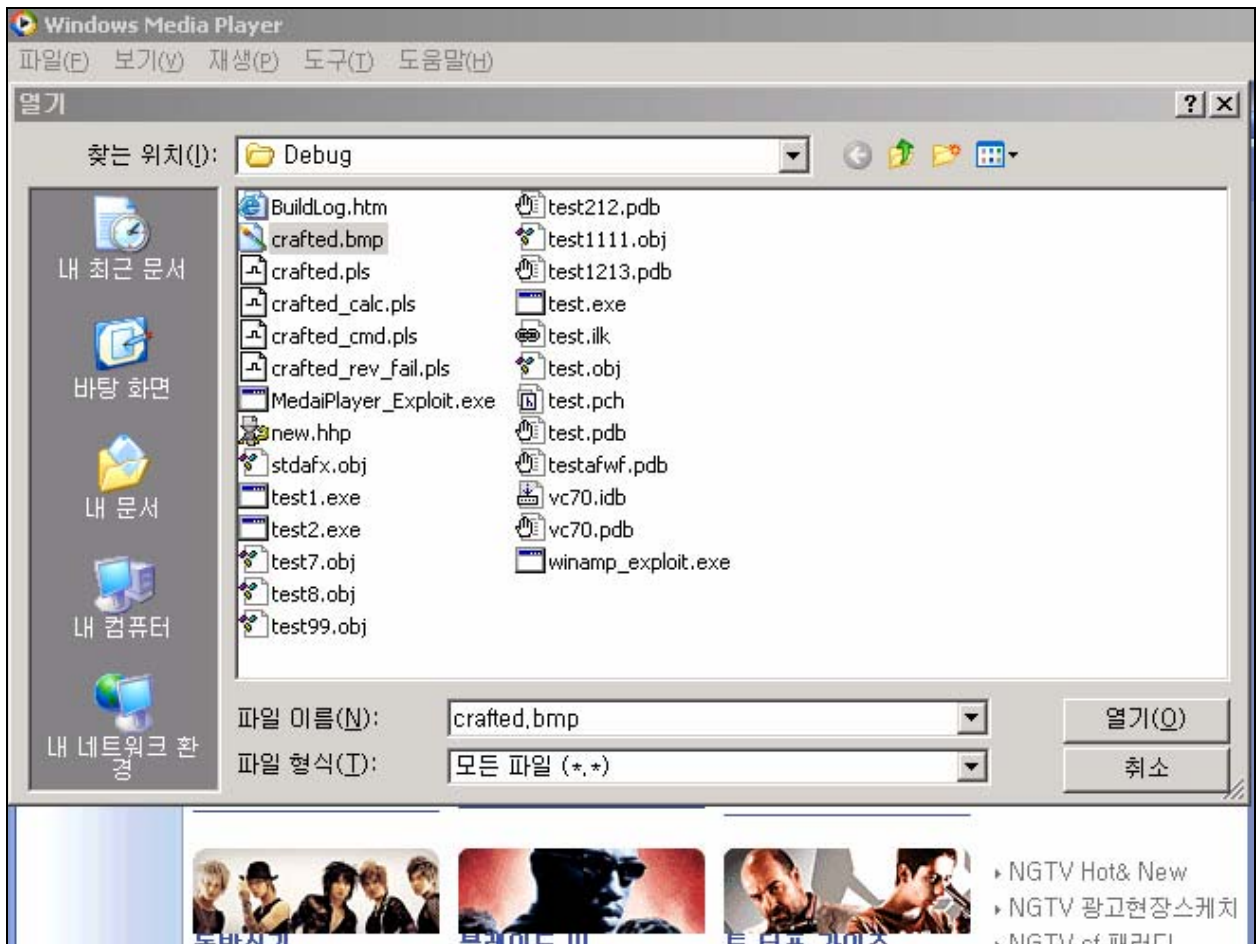 Windows Media Player
파일(F) 보기(V) 재생(P) 도구(T) 도움말(H)
열기
찾는 위치(I): Debug
내 최근 문서
바탕 화면
내 문서
내 컴퓨터
내 네트워크 환
경
BuildLog.htm
crafted.bmp
crafted.pls
crafted_calc.pls
crafted_cmd.pls
crafted_rev_fail.pls
MedaiPlayer_Exploit.exe
new.hhp
stdafx.obj
test1.exe
test2.exe
test7.obj
test8.obj
test99.obj
test212.pdb
test1111.obj
test1213.pdb
test.exe
test.ilk
test.obj
test.pch
test.pdb
testafwf.pdb
vc70.idb
vc70.pdb
winamp_exploit.exe
파일 이름(N): crafted.bmp
열기(O)
파일 형식(T): 모든 파일 (*.*)
취소
NGTV Hot& New
NGTV 광고현장스케치
NGTV cf 패러디